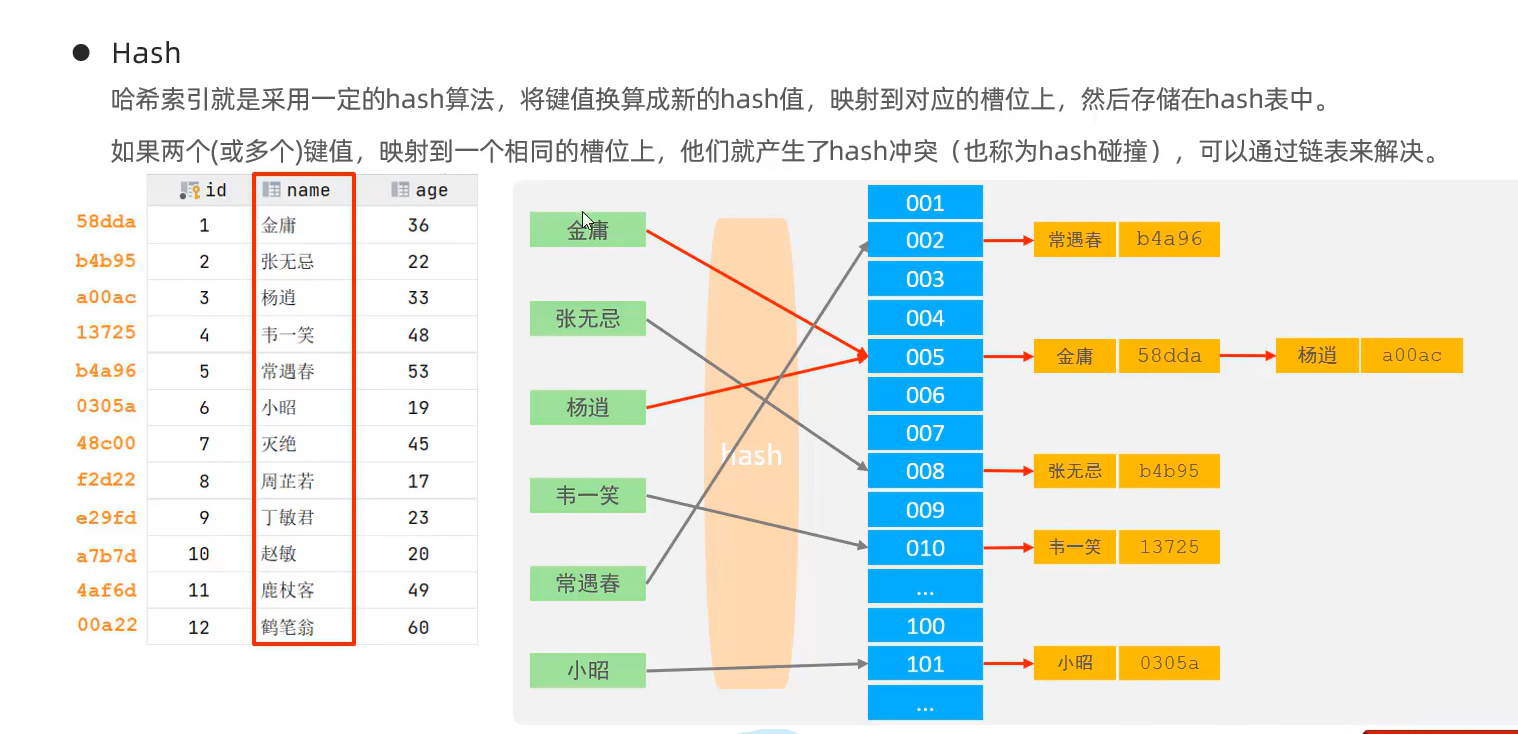 Hash
哈希索引就是采用一定的hash算法，将键值换算成新的hash值，映射到对应的槽位上，然后存储在hash表中。
如果两个(或多个)键值，映射到一个相同的槽位上，他们就产生了hash冲突（也称为hash碰撞），可以通过链表来解决。
id name age
58dda 1 金庸 36
b4b95 2 张无忌 22
a00ac 3 杨逍 33
13725 4 韦一笑 48
b4a96 5 常遇春 53
0305a 6 小昭 19
48c00 7 灭绝 45
f2d22 8 周芷若 17
e29fd 9 丁敏君 23
a7b7d 10 赵敏 20
4af6d 11 鹿杖客 49
00a22 12 鹤笔翁 60
金庸
张无忌
杨逍
韦一笑
常遇春
小昭
hash
001
002 常遇春 b4a96
003
004
005 金庸 58dda 杨逍 a00ac
006
007
008 张无忌 b4b95
009
010 韦一笑 13725
...
100
101 小昭 0305a
...